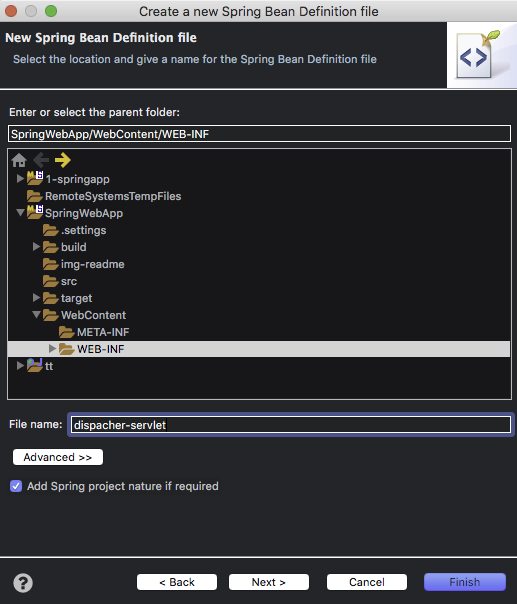 Create a new Spring Bean Definition file
New Spring Bean Definition file
Select the location and give a name for the Spring Bean Definition file
Enter or select the parent folder:
SpringWebApp/WebContent/WEB-INF
1-springapp
RemoteSystemsTempFiles
SpringWebApp
.settings
build
img-readme
src
target
WebContent
META-INF
WEB-INF
tt
File name: dispacher-servlet
Advanced >>
Add Spring project nature if required
? < Back Next > Cancel Finish